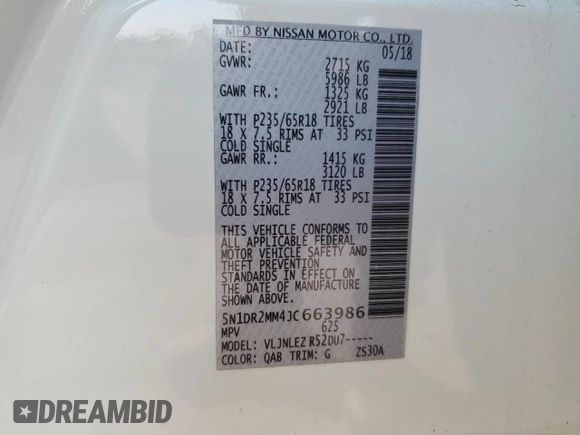 MFD BY NISSAN MOTOR CO., LTD.
DATE: 05/18
GVWR: 2715 KG
5986 LB
GAWR FR.: 1325 KG
2921 LB
WITH P235/65R18 TIRES
18 X 7.5 RIMS AT 33 PSI
COLD SINGLE
GAWR RR.: 1415 KG
3120 LB
WITH P235/65R18 TIRES
18 X 7.5 RIMS AT 33 PSI
COLD SINGLE
THIS VEHICLE CONFORMS TO
ALL APPLICABLE FEDERAL
MOTOR VEHICLE SAFETY AND
THEFT PREVENTION
STANDARDS IN EFFECT ON
THE DATE OF MANUFACTURE
SHOWN ABOVE.
5N1DR2MM4JC663986
MPV 625
MODEL: VLJNLEZ R52DU7-----
COLOR: QAB TRIM: G ZS30A
DREAMBID